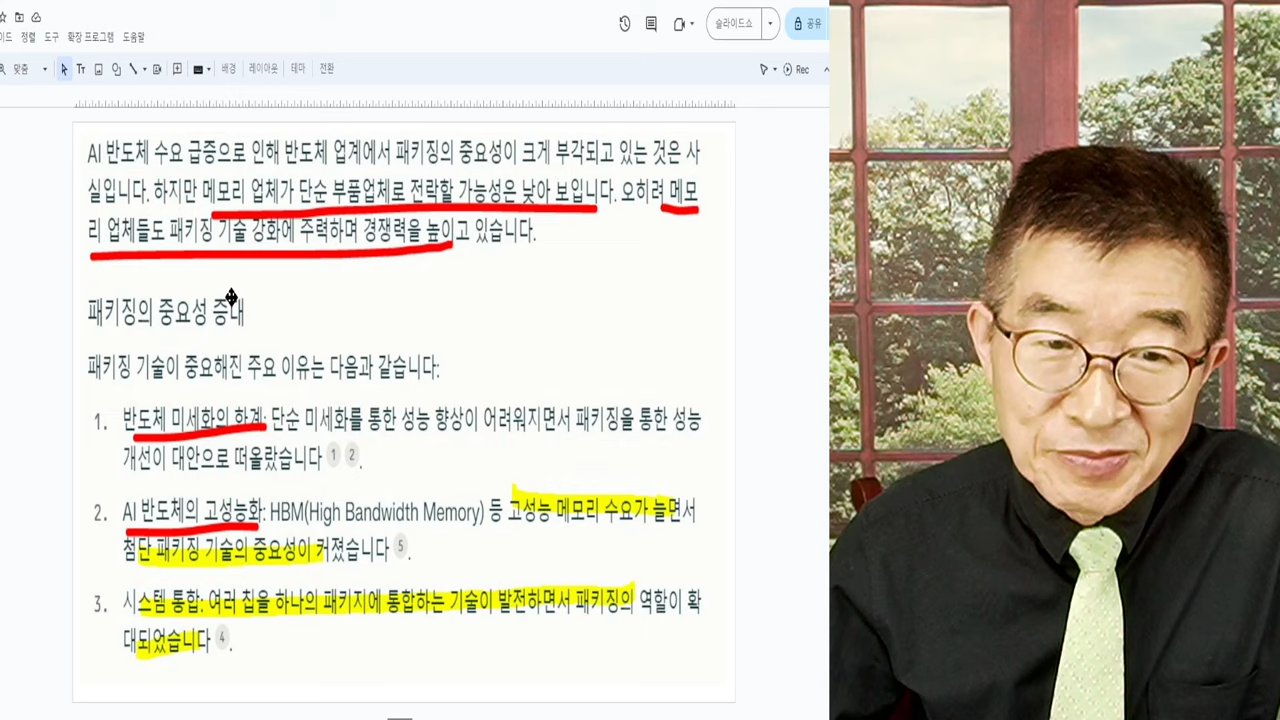 슬라이드쇼
공유
이드 정렬 도구 확장 프로그램 도움말
맞춤 Tт 배경 레이아웃 테마 전환 Rec
AI 반도체 수요 급증으로 인해 반도체 업계에서 패키징의 중요성이 크게 부각되고 있는 것은 사
실입니다. 하지만 메모리 업체가 단순 부품업체로 전락할 가능성은 낮아 보입니다. 오히려 메모
리 업체들도 패키징 기술 강화에 주력하며 경쟁력을 높이고 있습니다.
패키징의 중요성 증대
패키징 기술이 중요해진 주요 이유는 다음과 같습니다:
1. 반도체 미세화의 한계: 단순 미세화를 통한 성능 향상이 어려워지면서 패키징을 통한 성능
개선이 대안으로 떠올랐습니다 1 2.
2. AI 반도체의 고성능화: HBM(High Bandwidth Memory) 등 고성능 메모리 수요가 늘면서
첨단 패키징 기술의 중요성이 커졌습니다 5.
3. 시스템 통합: 여러 칩을 하나의 패키지에 통합하는 기술이 발전하면서 패키징의 역할이 확
대되었습니다 4.